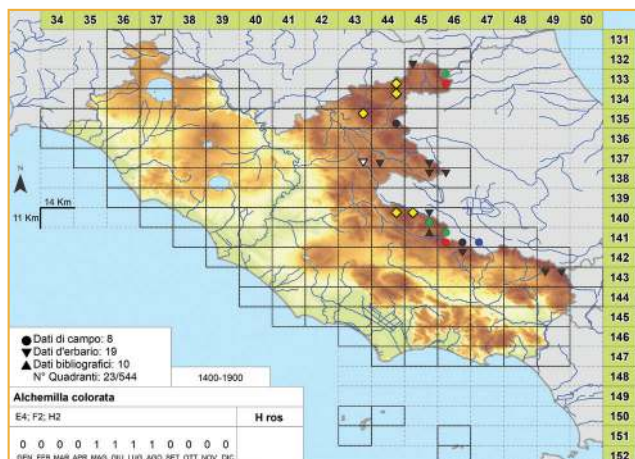 34 35 36 37 38 39 40 41 42 43 44 45 46 47 48 49 50
131
132
133
134
135
136
137
138
139
140
141
142
143
144
145
146
147
148
149
150
151
152
N
14 Km
11 Km
Dati di campo: 8
Dati d'erbario: 19
Dati bibliografici: 10
N° Quadranti: 23/544
1400-1900
Alchemilla colorata
E4; F2; H2
H ros
0 0 0 0 1 1 1 1 0 0 0 0
GEN FEB MAR APR MAG GIU LUG AGO SET OTT NOV DIC